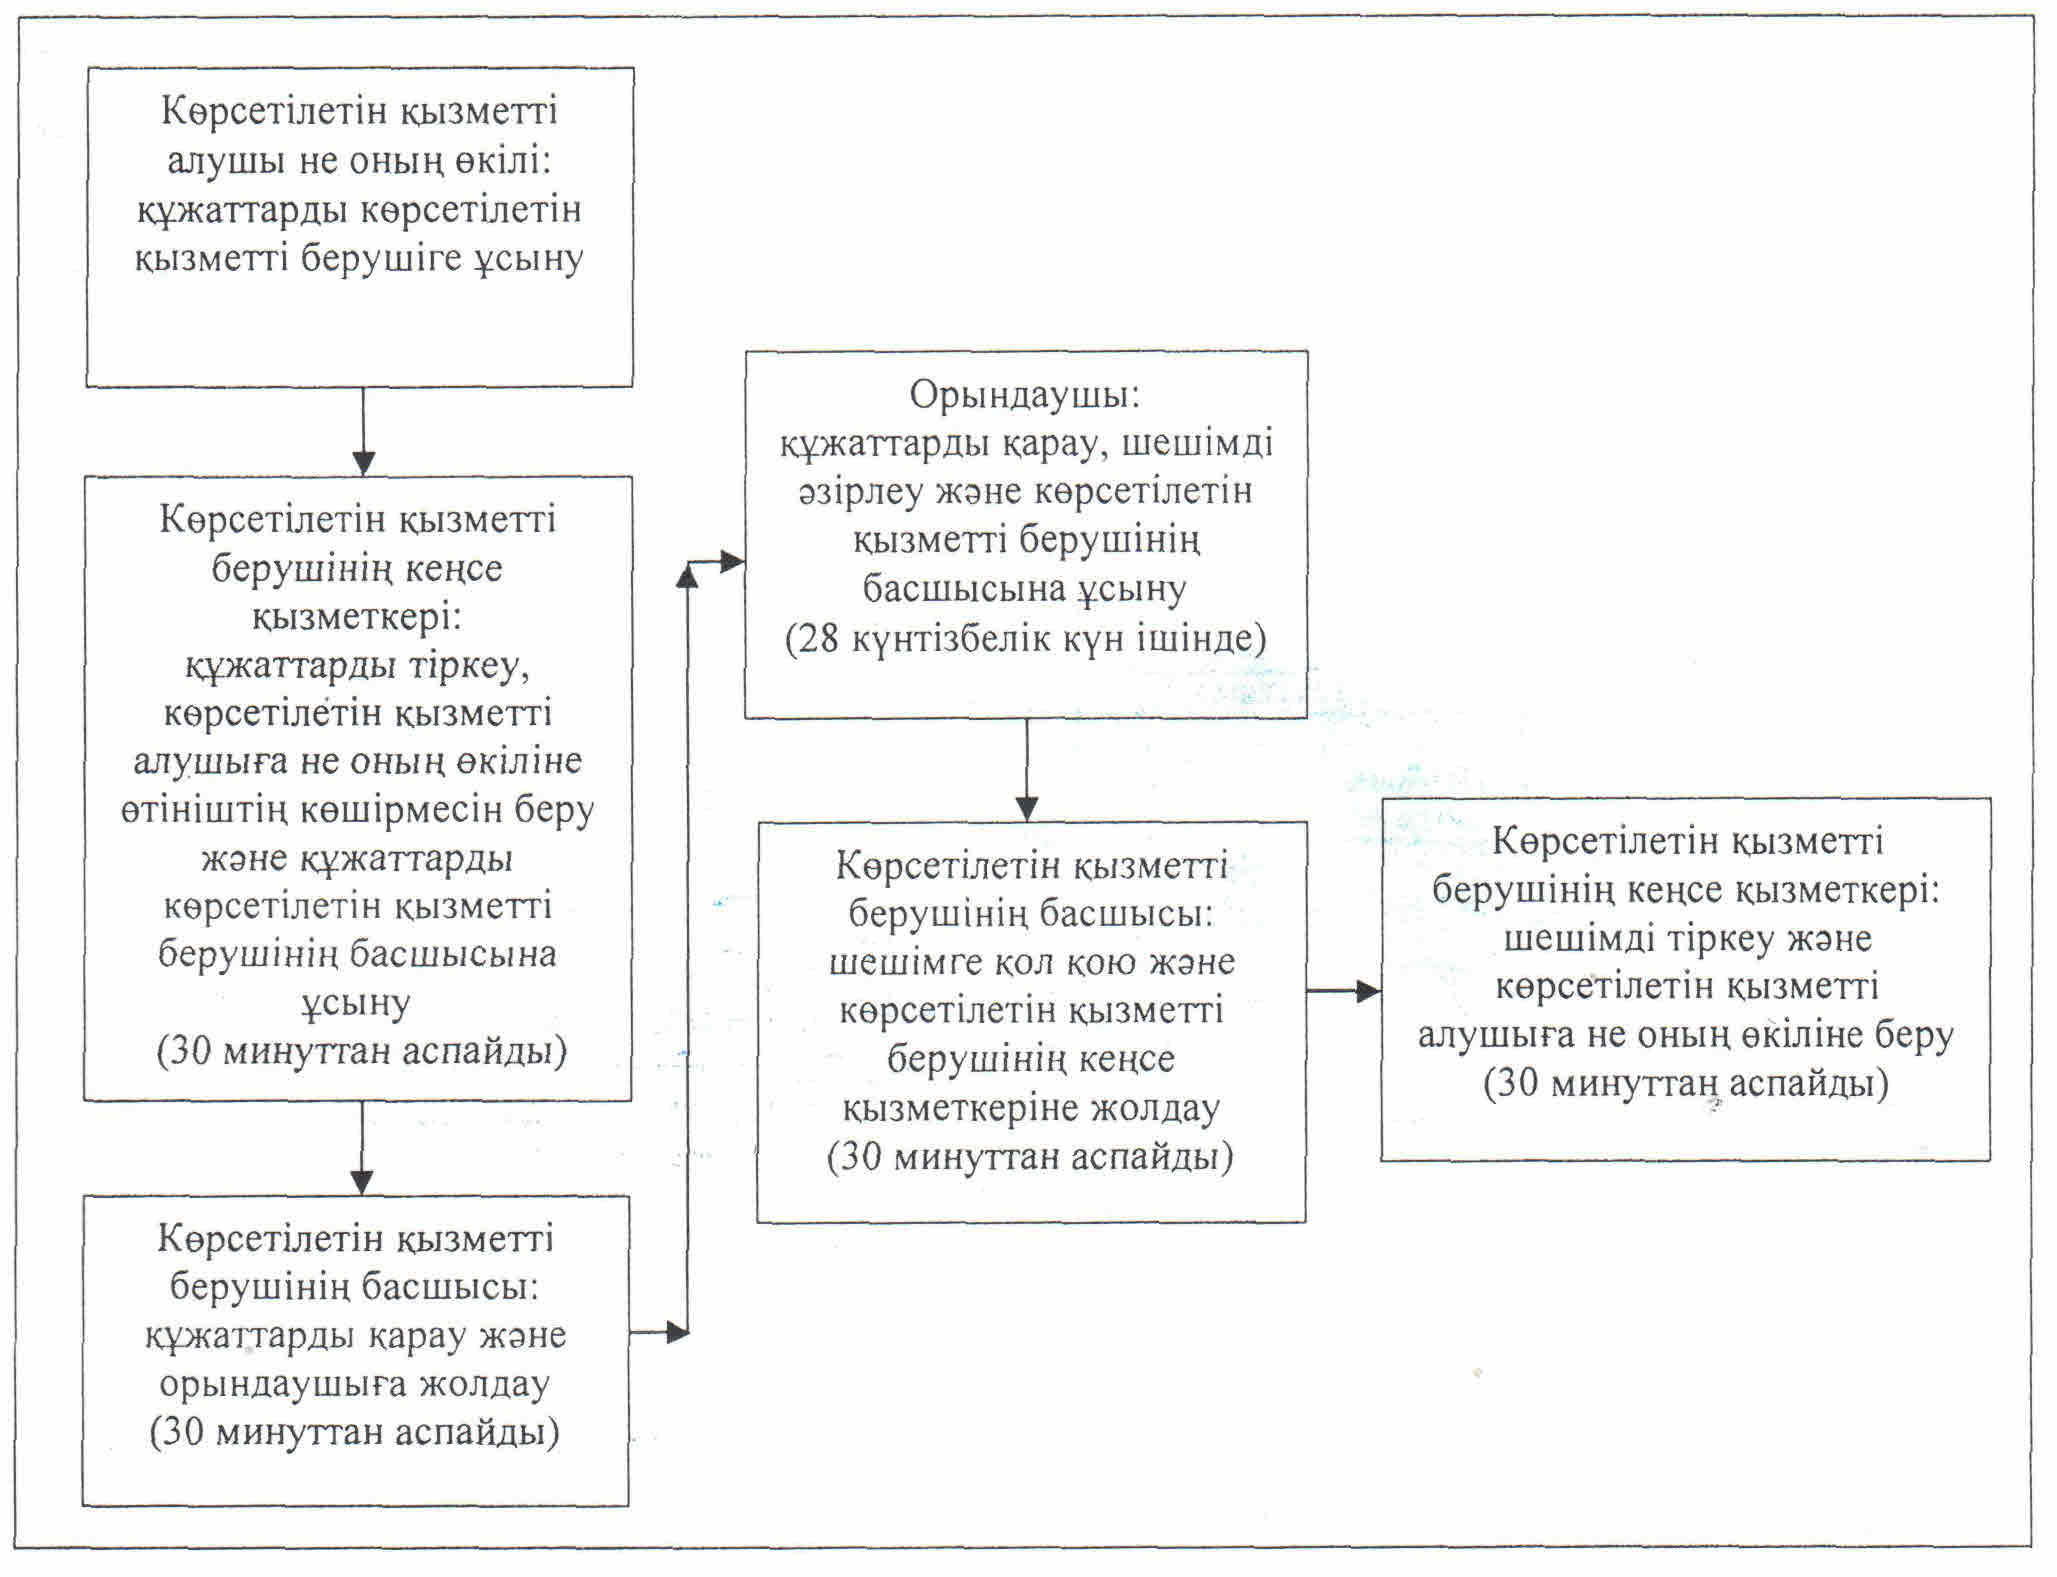 Көрсетілетін қызметті
алушы не оның өкілі:
құжаттарды көрсетілетін
қызметті берушіге ұсыну
Көрсетілетін қызметті
берушінің кеңсе
қызметкері:
құжаттарды тіркеу,
көрсетілетін қызметті
алушыға не оның өкіліне
өтініштің көшірмесін беру
және құжаттарды
көрсетілетін қызметті
берушінің басшысына
ұсыну
(30 минуттан аспайды)
Көрсетілетін қызметті
берушінің басшысы:
құжаттарды қарау және
орындаушыға жолдау
(30 минуттан аспайды)
Орындаушы:
құжаттарды қарау, шешімді
әзірлеу және көрсетілетін
қызметті берушінің
басшысына ұсыну
(28 күнтізбелік күн ішінде)
Көрсетілетін қызметті
берушінің басшысы:
шешімге қол қою және
көрсетілетін қызметті
берушінің кеңсе
қызметкеріне жолдау
(30 минуттан аспайды)
Көрсетілетін қызметті
берушінің кеңсе қызметкері:
шешімді тіркеу және
көрсетілетін қызметті
алушыға не оның өкіліне беру
(30 минуттан аспайды)